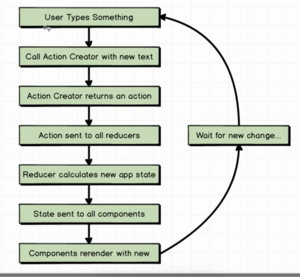 User Types Something
Call Action Creator with new text
Action Creator returns an action
Action sent to all reducers
Wait for new change...
Reducer calculates new app state
State sent to all components
Components rerender with new